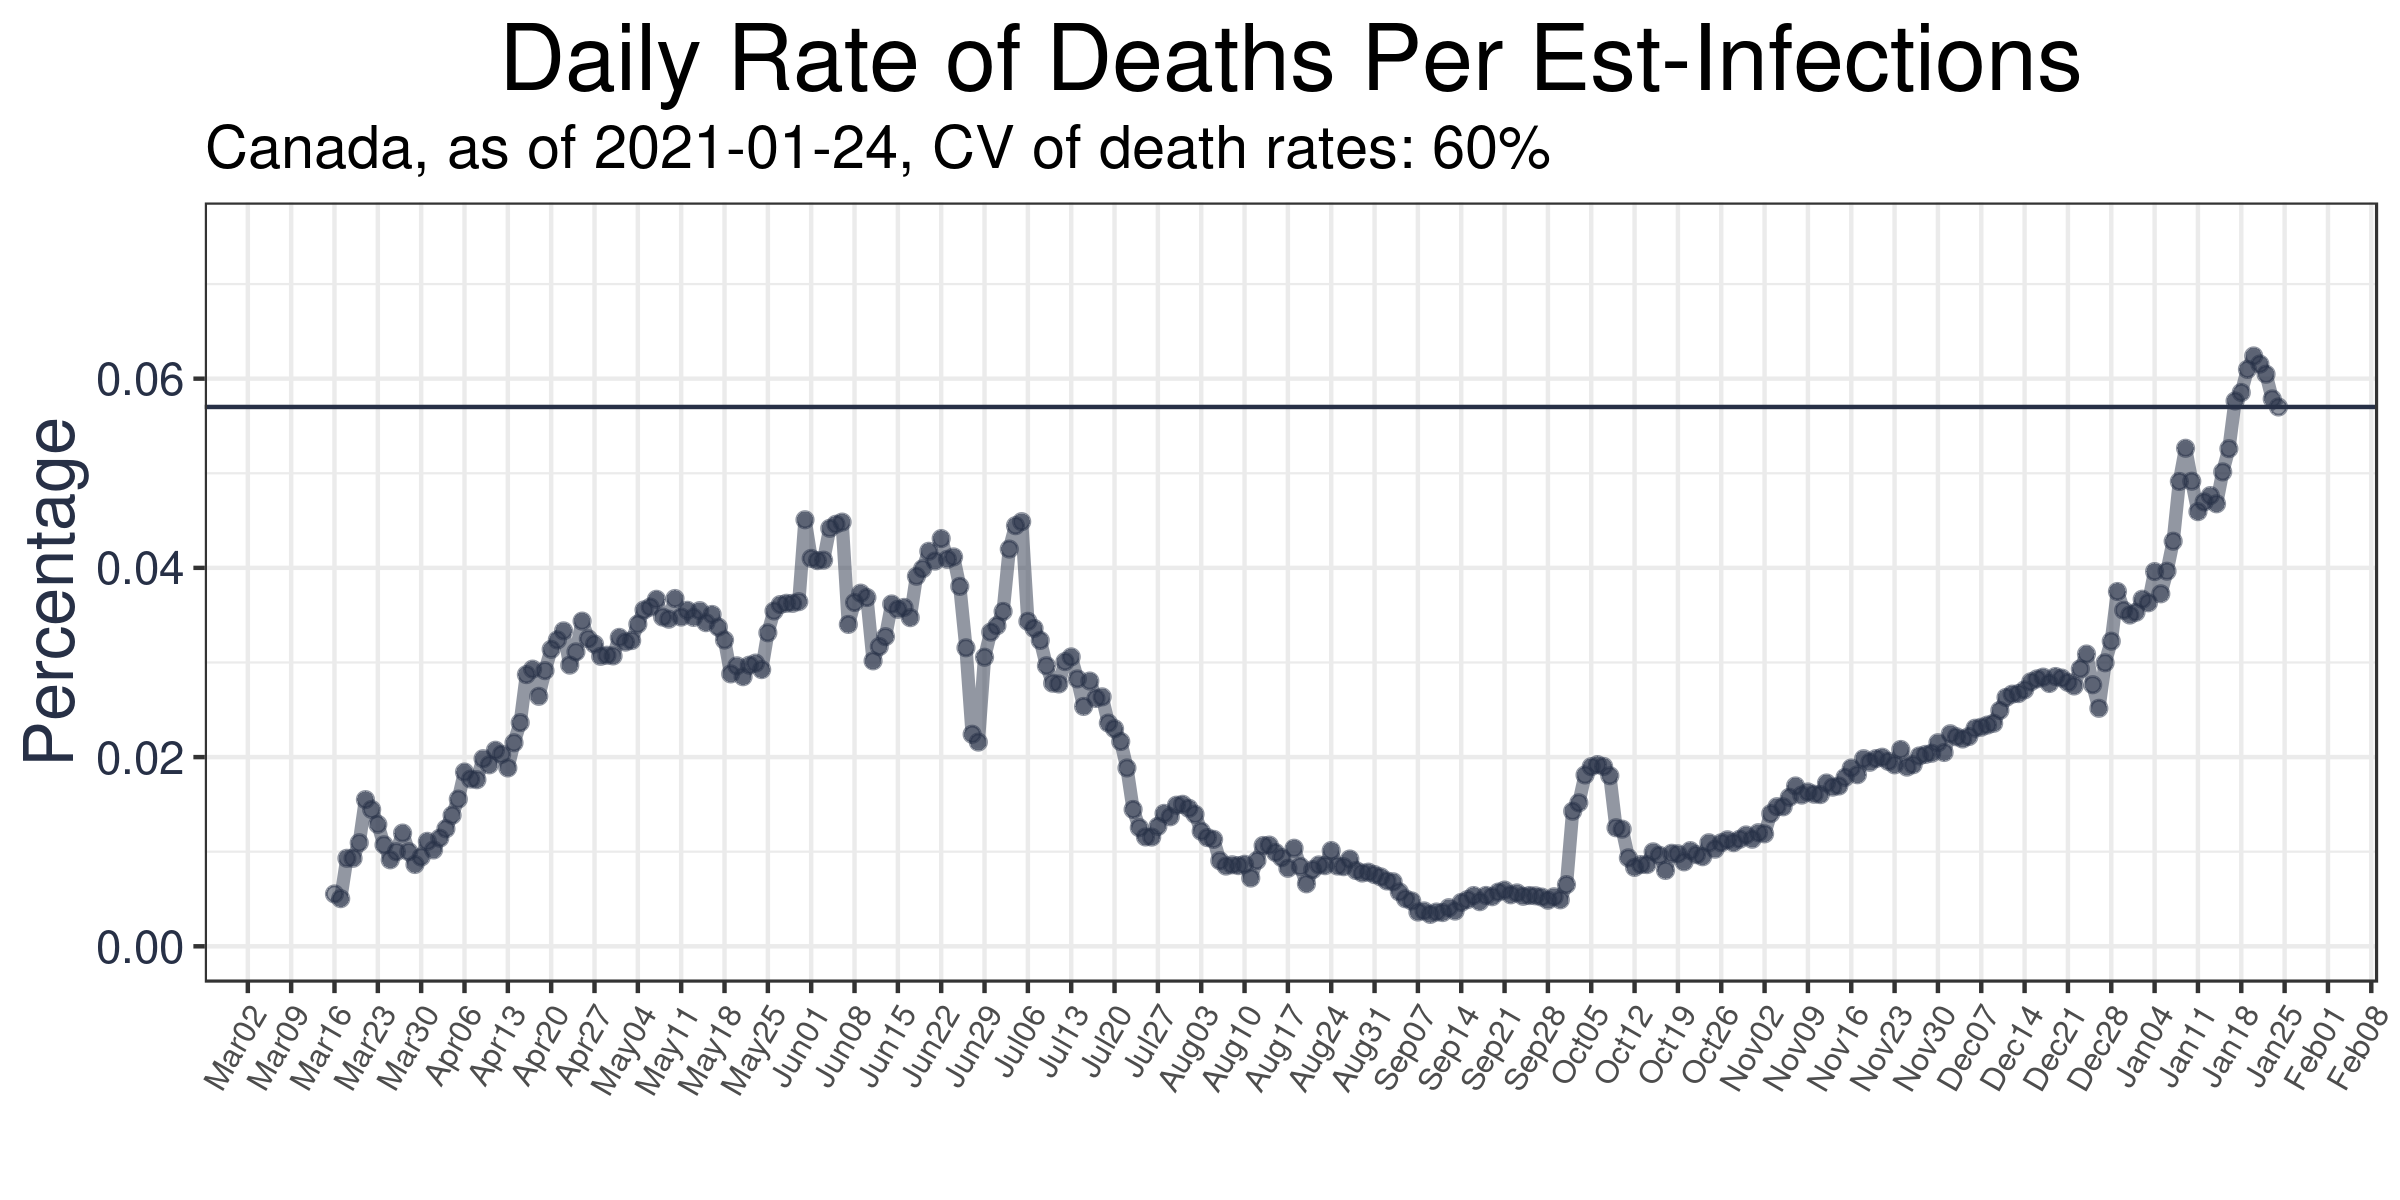 Daily Rate of Deaths Per Est-Infections
Canada, as of 2021-01-24, CV of death rates: 60%
Percentage
0.06
0.04
0.02
0.00
Mar02
Mar09
Mar16
Mar23
Mar30
Apr06
Apr13
Apr20
Apr27
May04
May11
May18
May25
Jun01
Jun08
Jun15
Jun22
Jun29
Jul06
Jul13
Jul20
Jul27
Aug03
Aug10
Aug17
Aug24
Aug31
Sep07
Sep14
Sep21
Sep28
Oct05
Oct12
Oct19
Oct26
Nov02
Nov09
Nov16
Nov23
Nov30
Dec07
Dec14
Dec21
Dec28
Jan04
Jan11
Jan18
Jan25
Feb01
Feb08